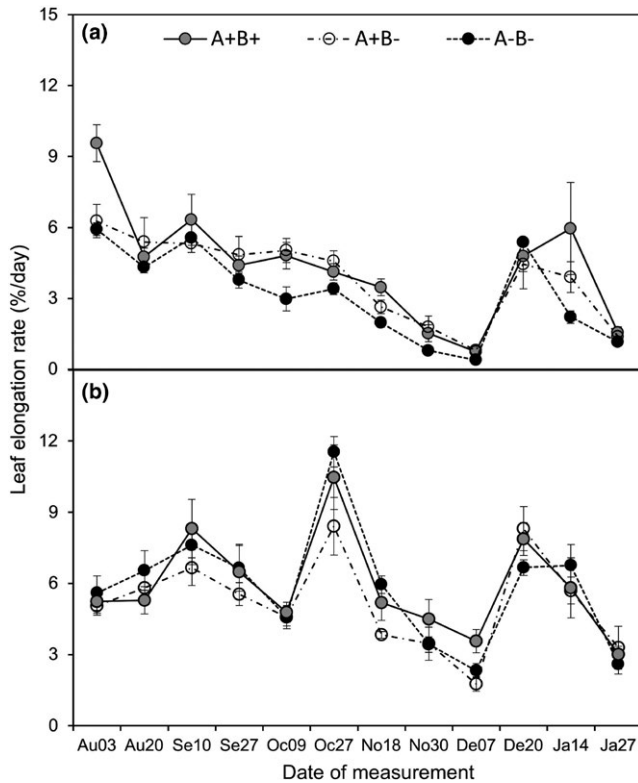 (a)
A+B+ A+B- A-B-
15
12
9
6
3
0
(b)
12
9
6
3
0
Leaf elongation rate (%/day)
Au03 Au20 Se10 Se27 Oc09 Oc27 No18 No30 De07 De20 Ja14 Ja27
Date of measurement